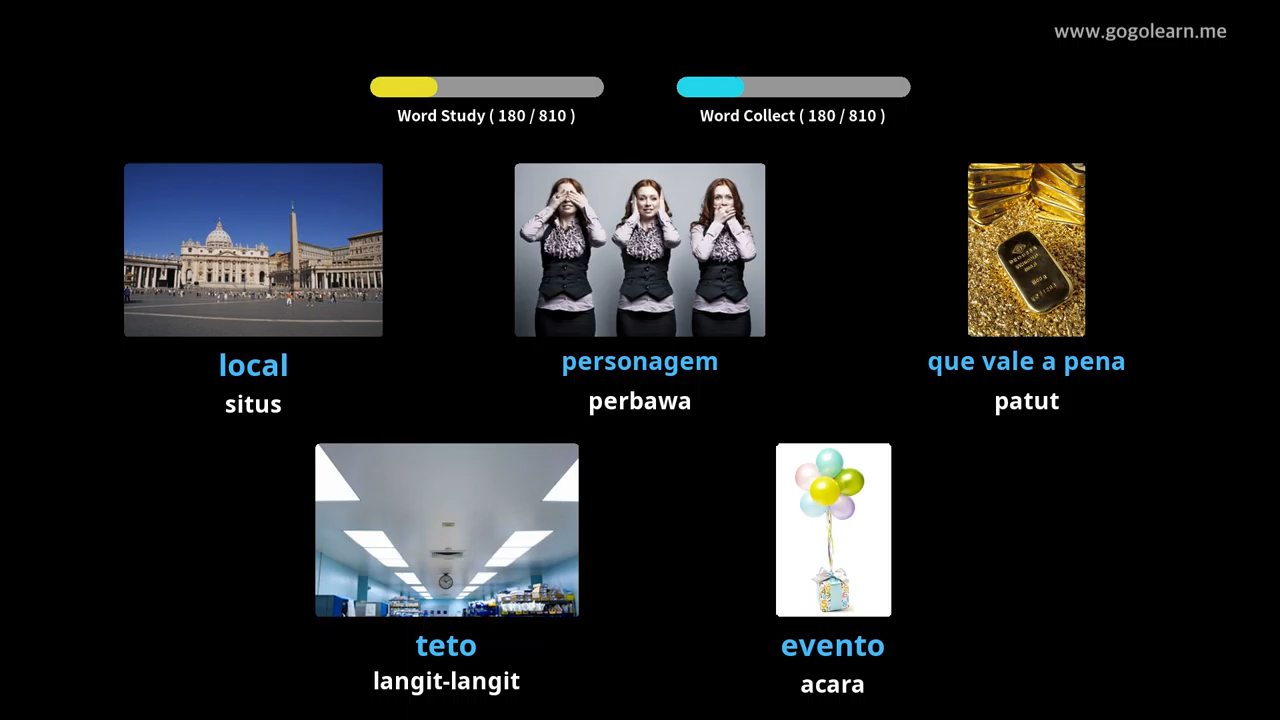 www.gogolearn.me
Word Study ( 180 / 810 )
Word Collect ( 180 / 810 )
local
situs
personagem
perbawa
que vale a pena
patut
teto
langit-langit
evento
acara